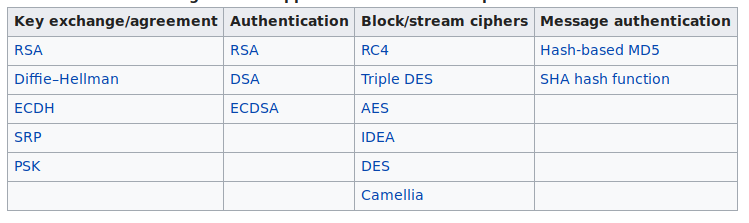 Key exchange/agreement Authentication Block/stream ciphers Message authentication
RSA RSA RC4 Hash-based MD5
Diffie–Hellman DSA Triple DES SHA hash function
ECDH ECDSA AES
SRP IDEA
PSK DES
Camellia